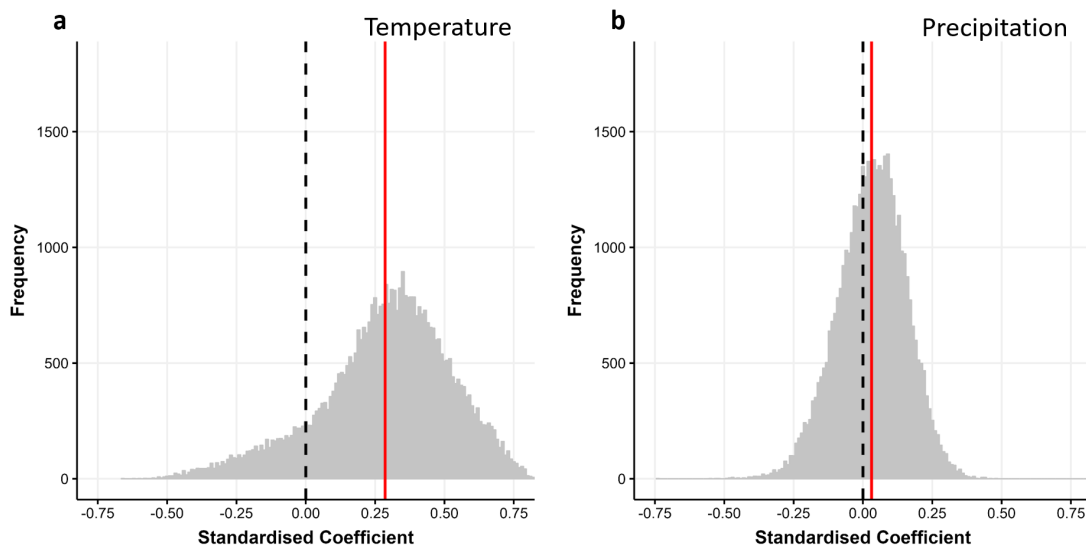 a
Temperature
1500
1000
500
0
Frequency
-0.75 -0.50 -0.25 0.00 0.25 0.50 0.75
Standardised Coefficient
b
Precipitation
1500
1000
500
0
Frequency
-0.75 -0.50 -0.25 0.00 0.25 0.50 0.75
Standardised Coefficient